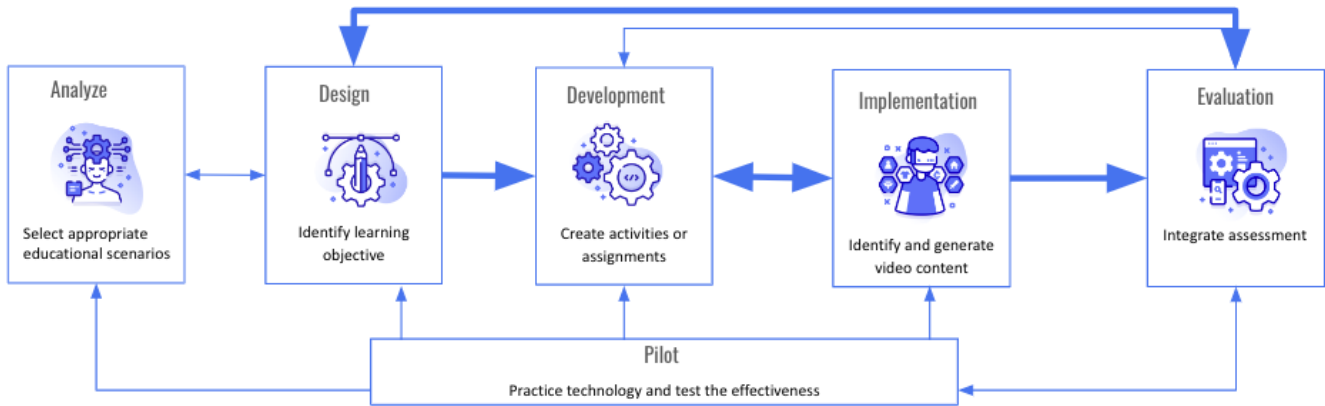 Analyze
Select appropriate
educational scenarios
Design
Identify learning
objective
Development
Create activities or
assignments
Implementation
Identify and generate
video content
Evaluation
Integrate assessment
Pilot
Practice technology and test the effectiveness